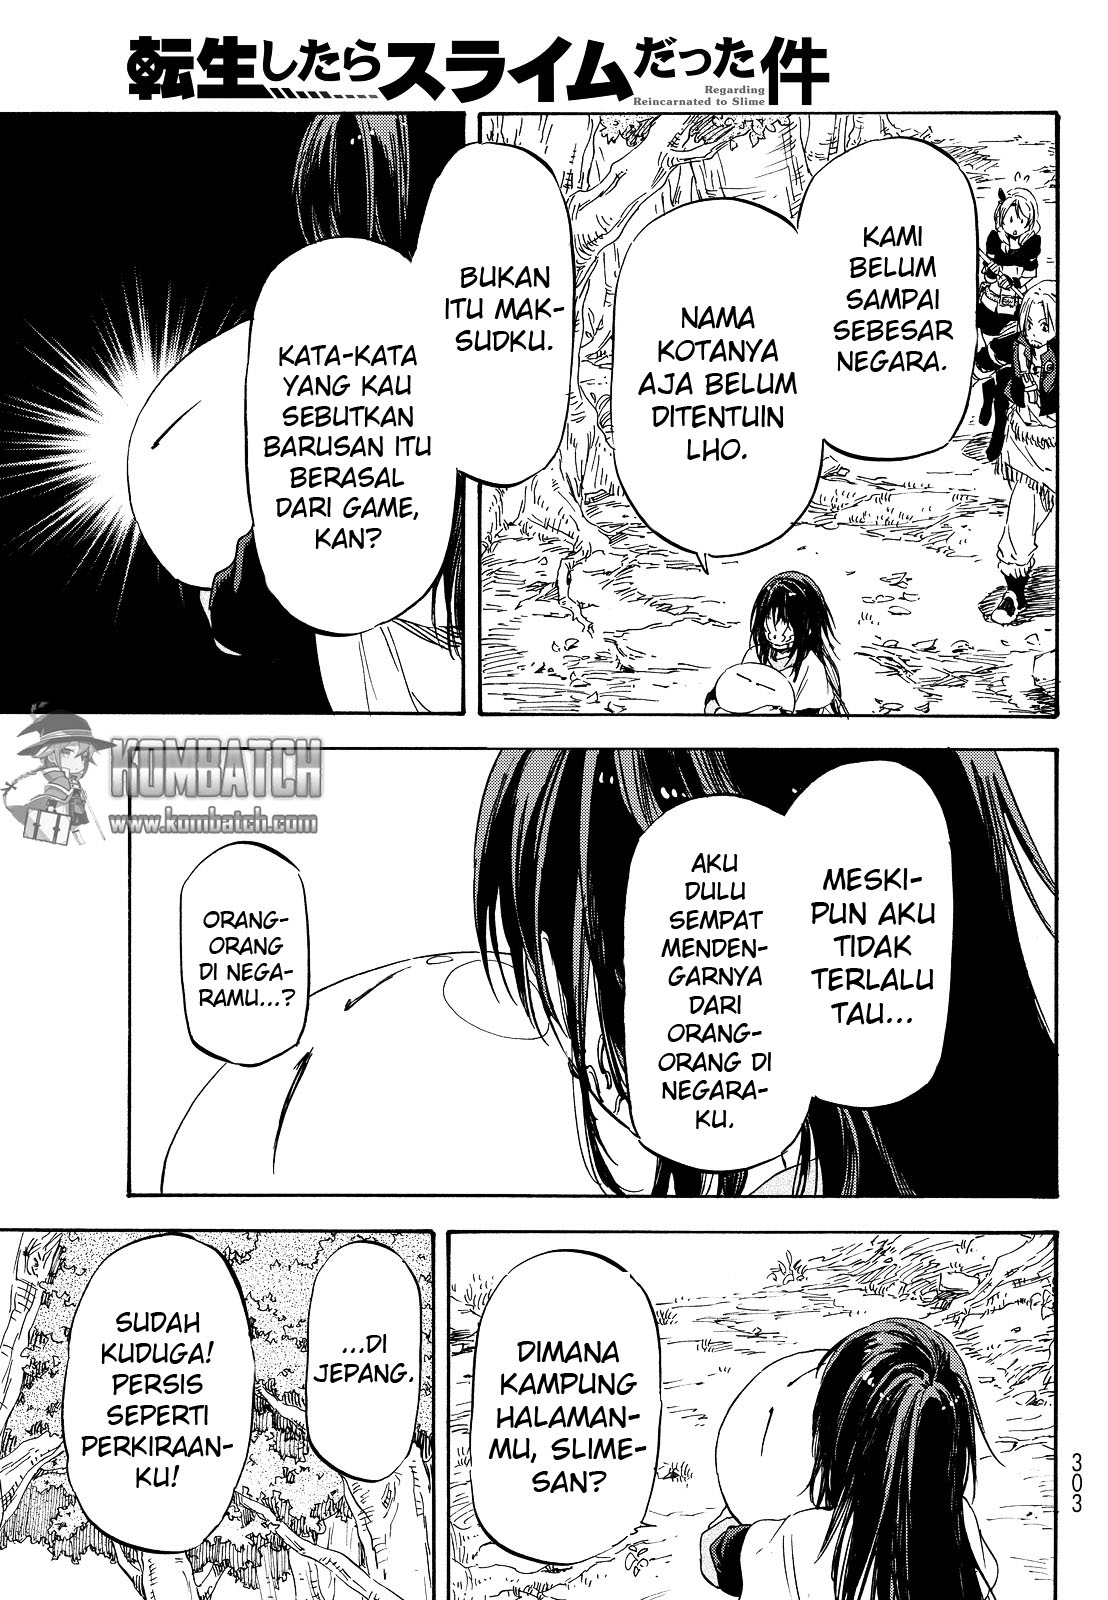 転生したらスライムだった件
Regarding
Reincarnated to Slime
KAMI
BELUM
SAMPAI
SEBESAR
NEGARA.
NAMA
KOTANYA
AJA BELUM
DITENTUIN
LHO.
BUKAN
ITU MAK-
SUDKU.
KATA-KATA
YANG KAU
SEBUTKAN
BARUSAN ITU
BERASAL
DARI GAME,
KAN?
KOMBATCH
www.kombatch.com
MESKI-
PUN AKU
TIDAK
TERLALU
TAU...
AKU
DULU
SEMPAT
MENDEN-
GARNYA
DARI
ORANG-
ORANG DI
NEGARA-
KU.
ORANG-
ORANG
DI NEGA-
RAMU...?
DIMANA
KAMPUNG
HALAMAN-
MU, SLIME-
SAN?
...DI
JEPANG.
SUDAH
KUDUGA!
PERSIS
SEPERTI
PERKIRAAN-
KU!
303